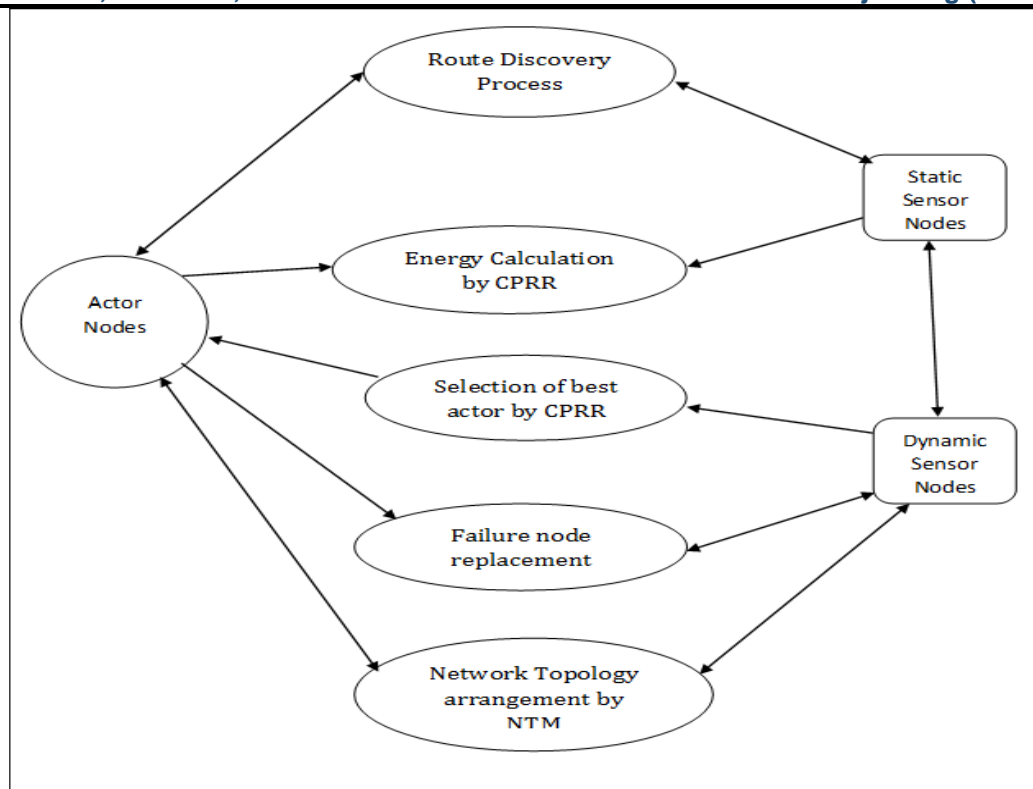 Route Discovery
Process
Static
Sensor
Nodes
Energy Calculation
by CPRR
Actor
Nodes
Selection of best
actor by CPRR
Dynamic
Sensor
Nodes
Failure node
replacement
Network Topology
arrangement by
NTM